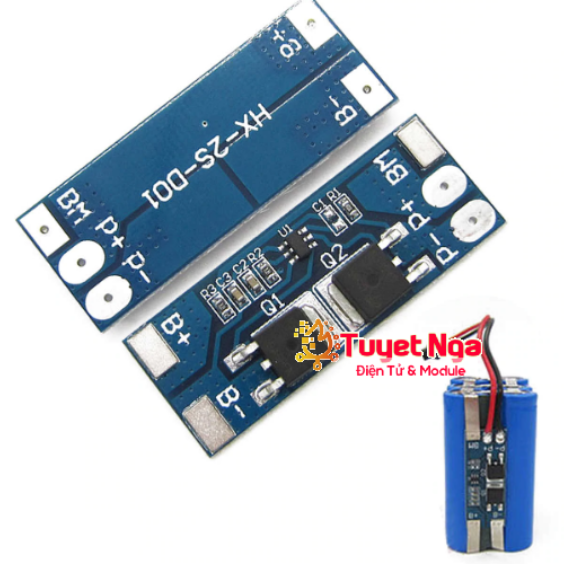 B+
B-
HX-2S-D01
BM P+ P-
BM
P+
P-
C1 R1
U1
R3 C3 C2 R2
Q1 Q2
B+
B-
Tuyet Nga
Điện Tử & Module